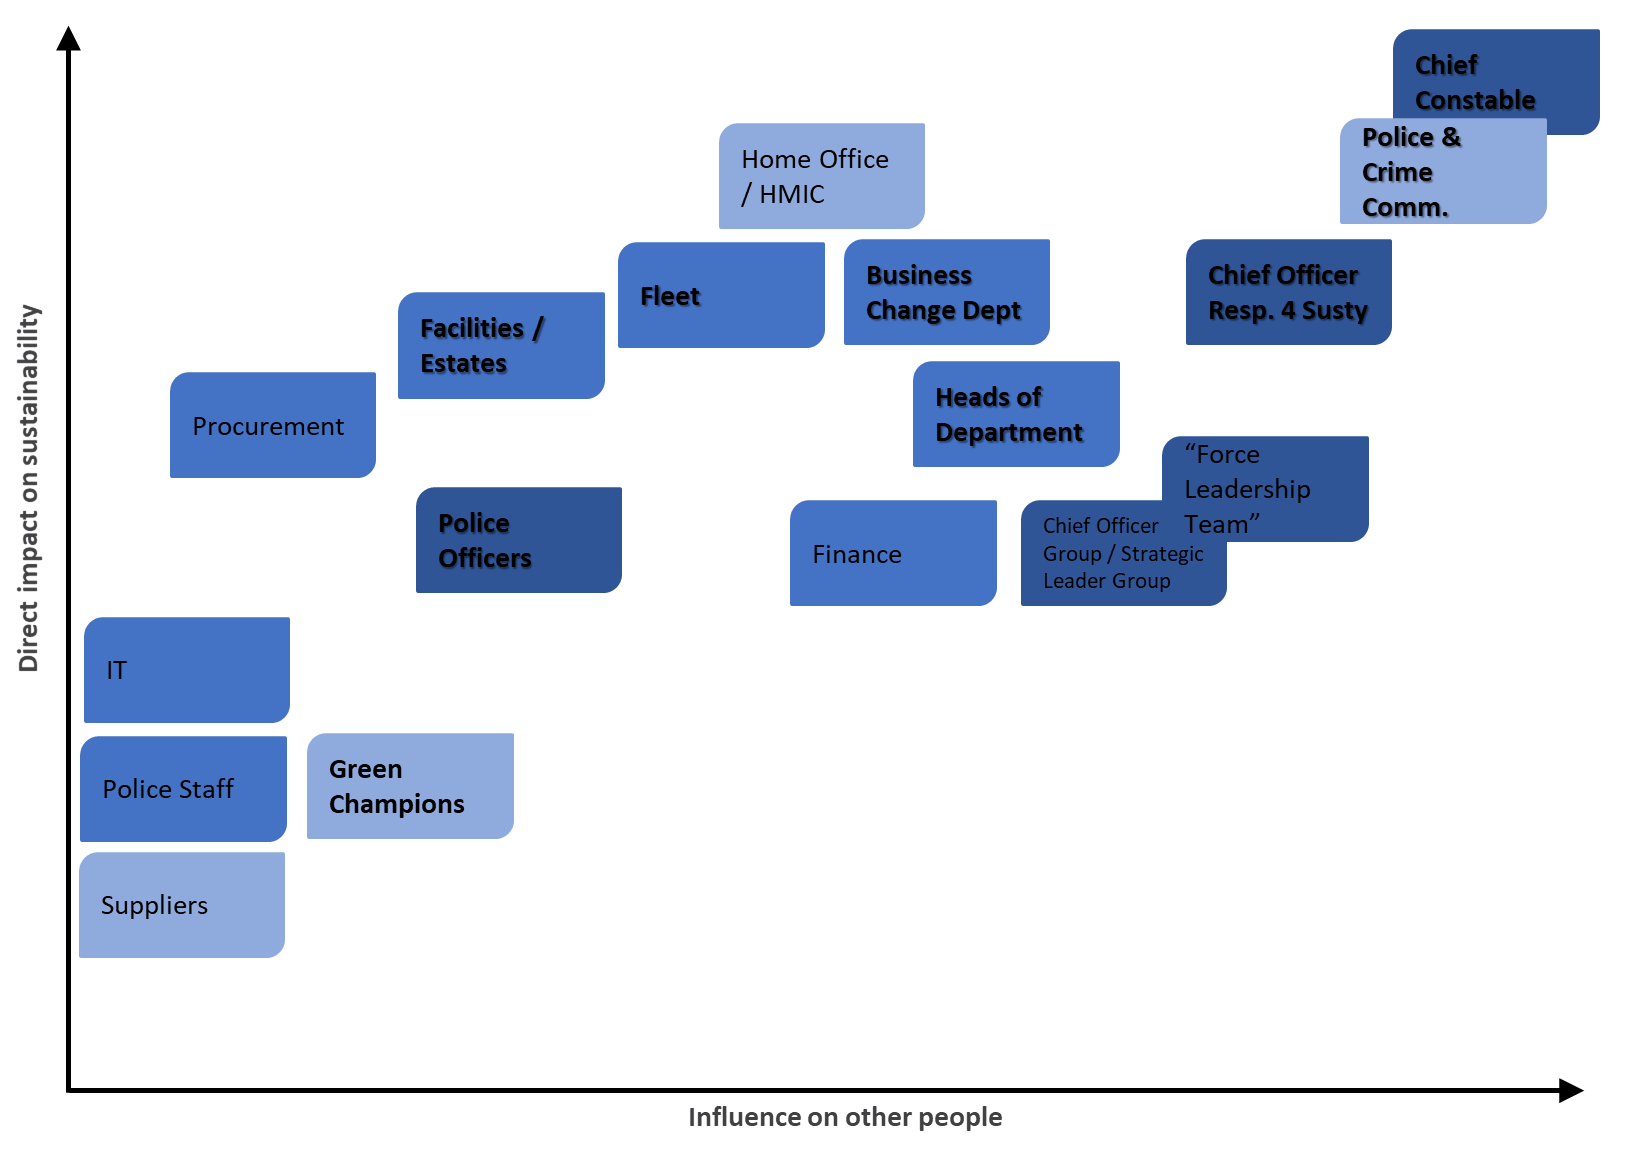 Chief
Constable
Police &
Crime
Comm.
Home Office
/ HMIC
Fleet
Business
Change Dept
Chief Officer
Resp. 4 Susty
Facilities /
Estates
Procurement
Heads of
Department
“Force
Leadership
Team”
Police
Officers
Finance
Chief Officer
Group / Strategic
Leader Group
IT
Police Staff
Green
Champions
Suppliers
Direct impact on sustainability
Influence on other people